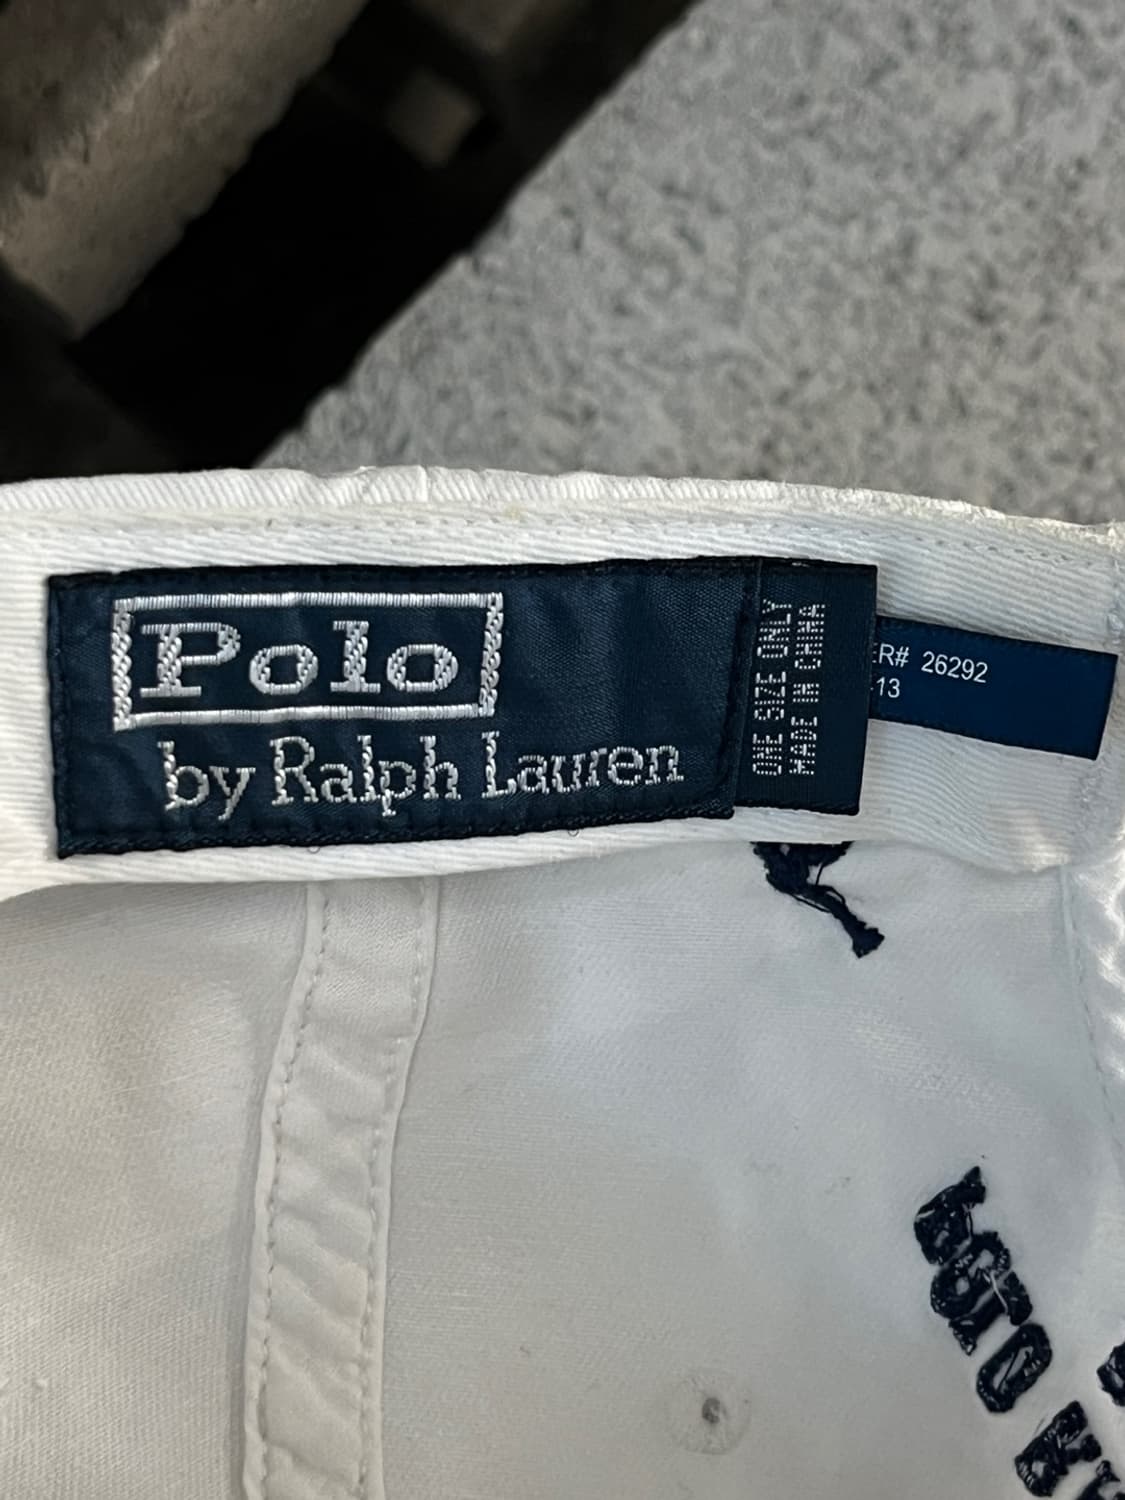 Polo
by Ralph Lauren
ONE SIZE ONLY
MADE IN CHINA
ER# 26292
13